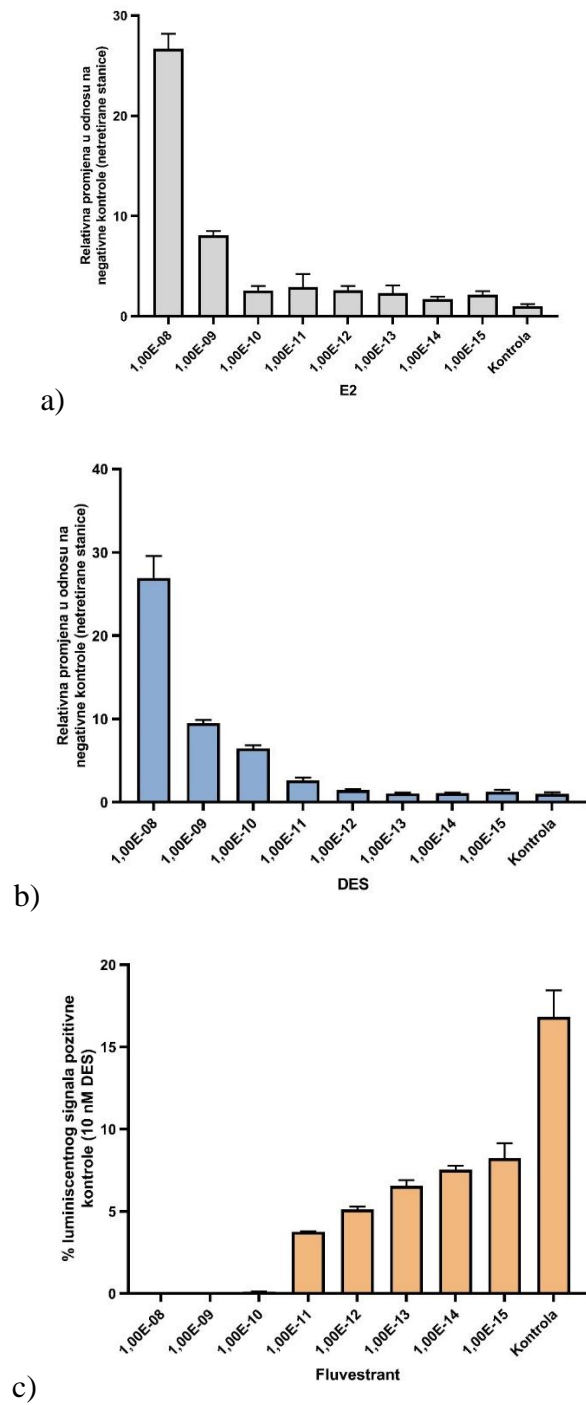 Relativna promjena u odnosu na
negativne kontrole (netretirane stanice)
30
20
10
0
1,00E-08
1,00E-09
1,00E-10
1,00E-11
1,00E-12
1,00E-13
1,00E-14
1,00E-15
Kontrola
E2
a)
Relativna promjena u odnosu na
negativne kontrole (netretirane stanice)
40
30
20
10
0
1,00E-08
1,00E-09
1,00E-10
1,00E-11
1,00E-12
1,00E-13
1,00E-14
1,00E-15
Kontrola
DES
b)
% luminiscentnog signala pozitivne
kontrole (10 nM DES)
20
15
10
5
0
1,00E-08
1,00E-09
1,00E-10
1,00E-11
1,00E-12
1,00E-13
1,00E-14
1,00E-15
Kontrola
Fluvestrant
c)